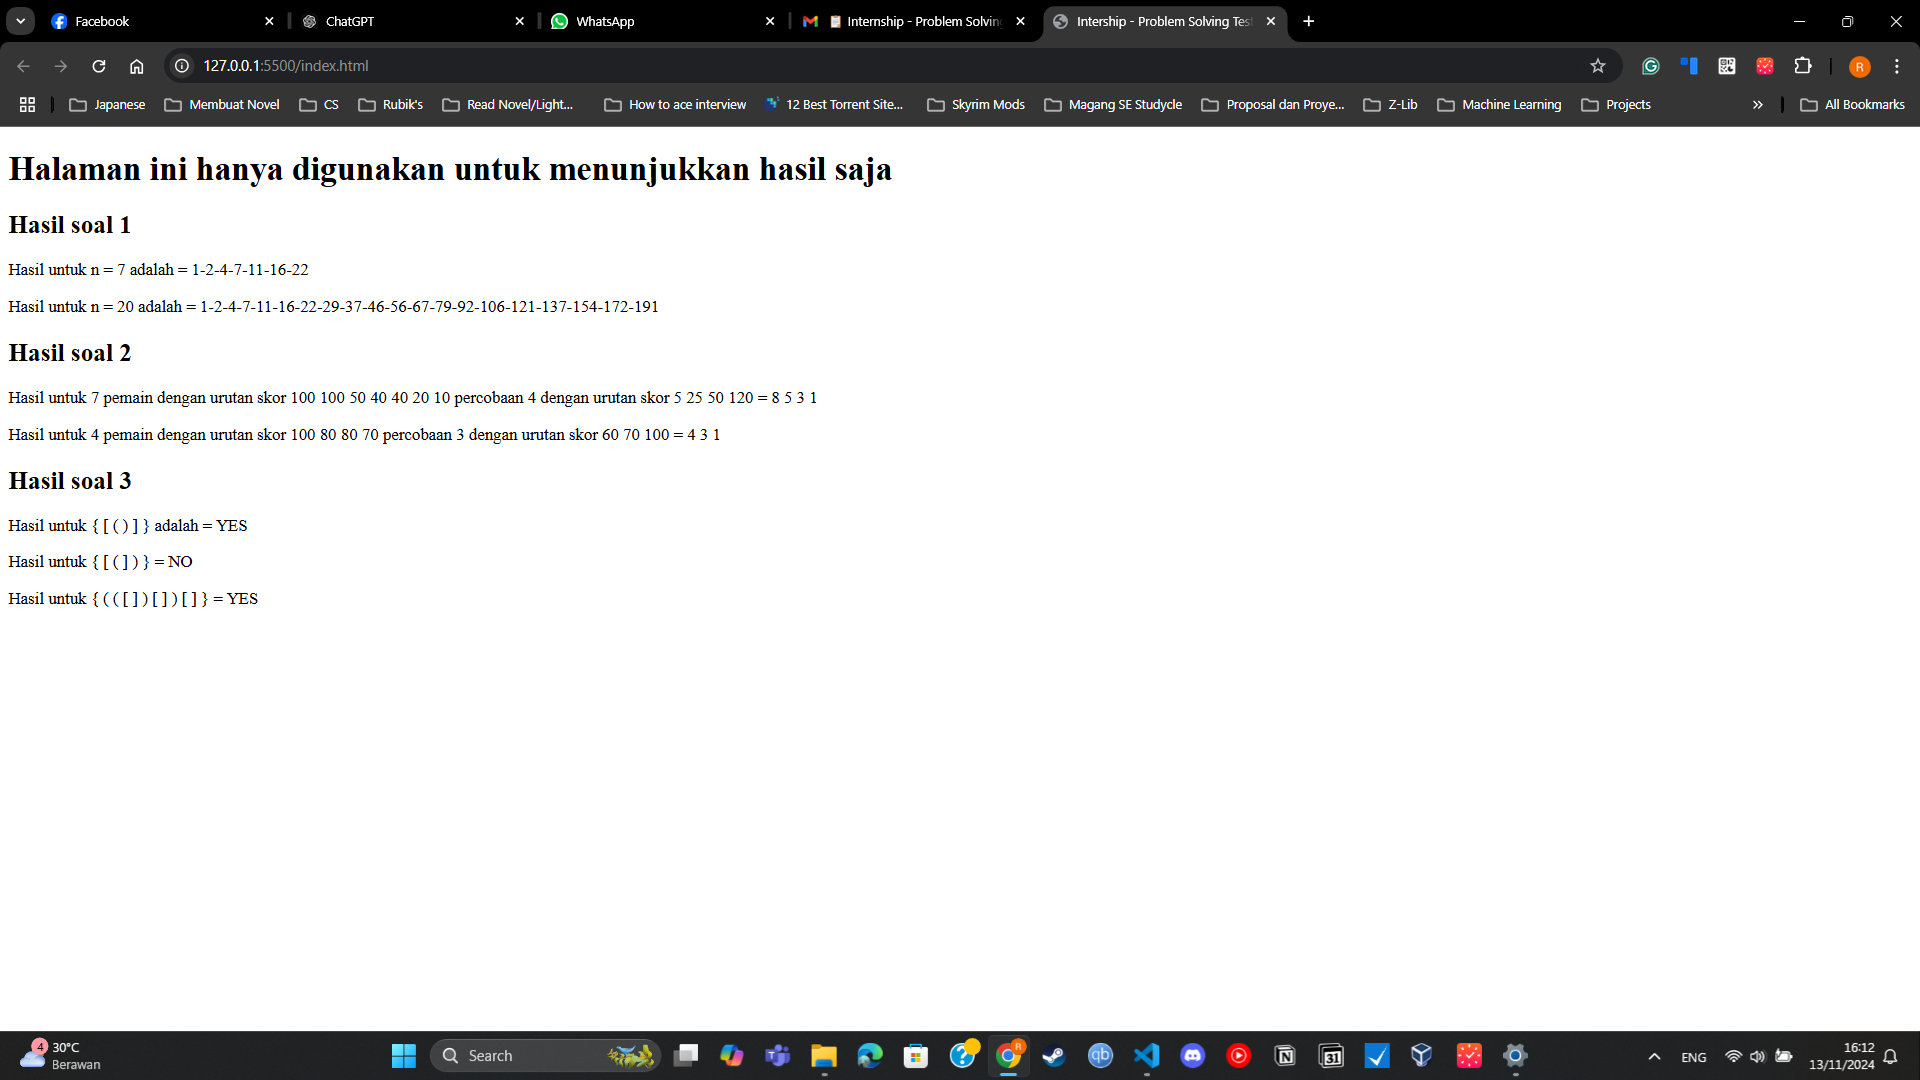 Facebook
ChatGPT
WhatsApp
Internship - Problem Solvin
Intership - Problem Solving Tes
127.0.0.1:5500/index.html
R
Japanese
Membuat Novel
CS
Rubik's
Read Novel/Light...
How to ace interview
12 Best Torrent Site...
Skyrim Mods
Magang SE Studycle
Proposal dan Proye...
Z-Lib
Machine Learning
Projects
»
All Bookmarks
Halaman ini hanya digunakan untuk menunjukkan hasil saja
Hasil soal 1
Hasil untuk n = 7 adalah = 1-2-4-7-11-16-22
Hasil untuk n = 20 adalah = 1-2-4-7-11-16-22-29-37-46-56-67-79-92-106-121-137-154-172-191
Hasil soal 2
Hasil untuk 7 pemain dengan urutan skor 100 100 50 40 40 20 10 percobaan 4 dengan urutan skor 5 25 50 120 = 8 5 3 1
Hasil untuk 4 pemain dengan urutan skor 100 80 80 70 percobaan 3 dengan urutan skor 60 70 100 = 4 3 1
Hasil soal 3
Hasil untuk { [ ( ) ] } adalah = YES
Hasil untuk { [ ( ] ) } = NO
Hasil untuk { ( ( [ ] ) [ ] ) [ ] } = YES
4
30°C
Berawan
Search
R
qb
31
ENG
16:12
13/11/2024